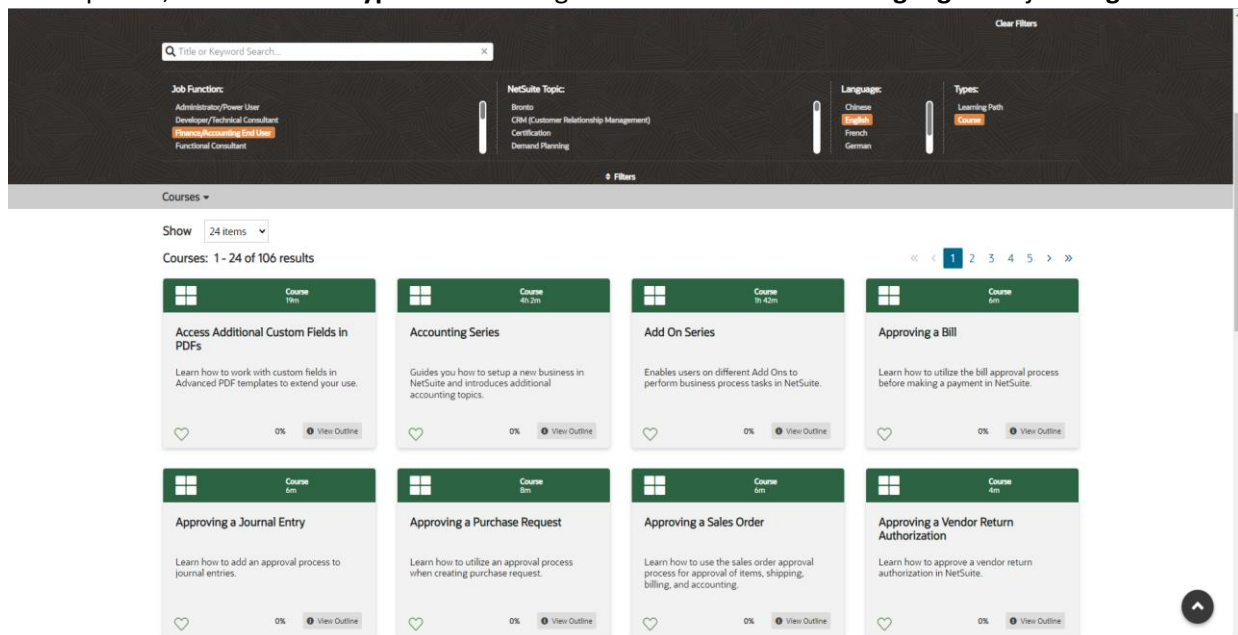 Clear Filters
Title or Keyword Search...
Job Function:
Administrator/Power User
Developer/Technical Consultant
Finance/Accounting End User
Functional Consultant
NetSuite Topic:
Bronto
CRM (Customer Relationship Management)
Certification
Demand Planning
Language:
Chinese
English
French
German
Types:
Learning Path
Course
Filters
Courses
Show 24 items
Courses: 1 - 24 of 106 results
« < 1 2 3 4 5 > »
Course
19m
Access Additional Custom Fields in
PDFs
Learn how to work with custom fields in
Advanced PDF templates to extend your use.
0% View Outline
Course
4h 2m
Accounting Series
Guides you how to setup a new business in
NetSuite and introduces additional
accounting topics.
0% View Outline
Course
1h 42m
Add On Series
Enables users on different Add Ons to
perform business process tasks in NetSuite.
0% View Outline
Course
6m
Approving a Bill
Learn how to utilize the bill approval process
before making a payment in NetSuite.
0% View Outline
Course
6m
Approving a Journal Entry
Learn how to add an approval process to
journal entries.
0% View Outline
Course
8m
Approving a Purchase Request
Learn how to utilize an approval process
when creating purchase request.
0% View Outline
Course
6m
Approving a Sales Order
Learn how to use the sales order approval
process for approval of items, shipping,
billing, and accounting.
0% View Outline
Course
4m
Approving a Vendor Return
Authorization
Learn how to approve a vendor return
authorization in NetSuite.
0% View Outline